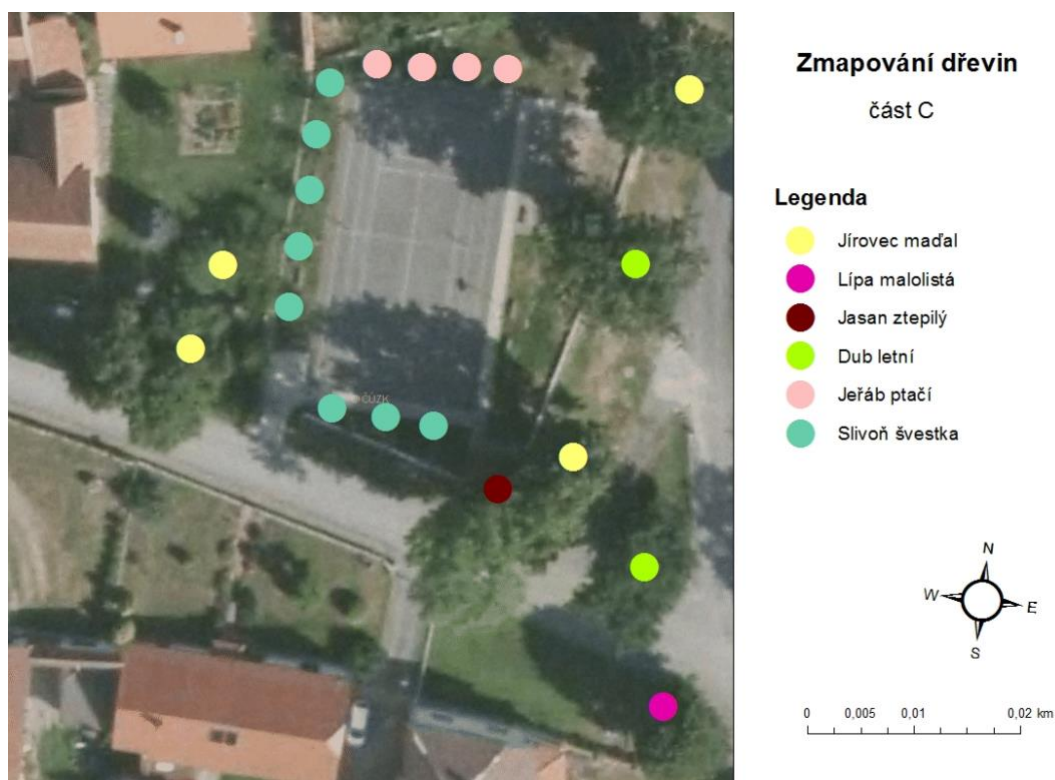 Zmapování dřevin
část C
Legenda
Jírovec maďal
Lípa malolistá
Jasan ztepilý
Dub letní
Jeřáb ptačí
Slivoň švestka
© ČÚZK
N
W
E
S
0 0,005 0,01 0,02 km